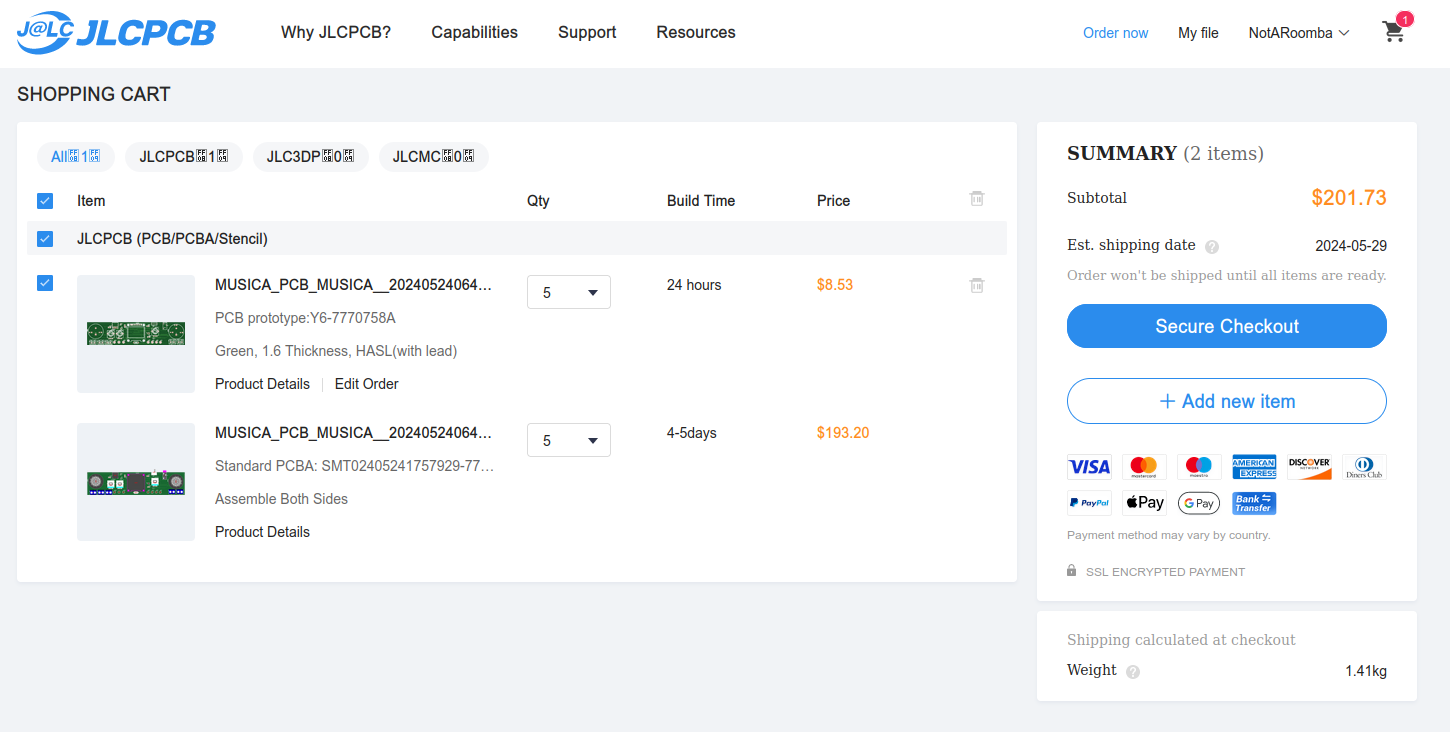 J@LC JLCPCB
Why JLCPCB? Capabilities Support Resources
Order now My file NotARoomba 1
SHOPPING CART
All 1 JLCPCB 1 JLC3DP 0 JLCMC 0
Item Qty Build Time Price
JLCPCB (PCB/PCBA/Stencil)
MUSICA_PCB_MUSICA__20240524064... 5 24 hours $8.53
PCB prototype:Y6-7770758A
Green, 1.6 Thickness, HASL(with lead)
Product Details | Edit Order
MUSICA_PCB_MUSICA__20240524064... 5 4-5days $193.20
Standard PCBA: SMT02405241757929-77...
Assemble Both Sides
Product Details
SUMMARY (2 items)
Subtotal $201.73
Est. shipping date ? 2024-05-29
Order won't be shipped until all items are ready.
Secure Checkout
+ Add new item
VISA mastercard maestro AMERICAN EXPRESS DISCOVER NETWORK Diners Club
PayPal Pay G Pay Bank Transfer
Payment method may vary by country.
SSL ENCRYPTED PAYMENT
Shipping calculated at checkout
Weight ? 1.41kg